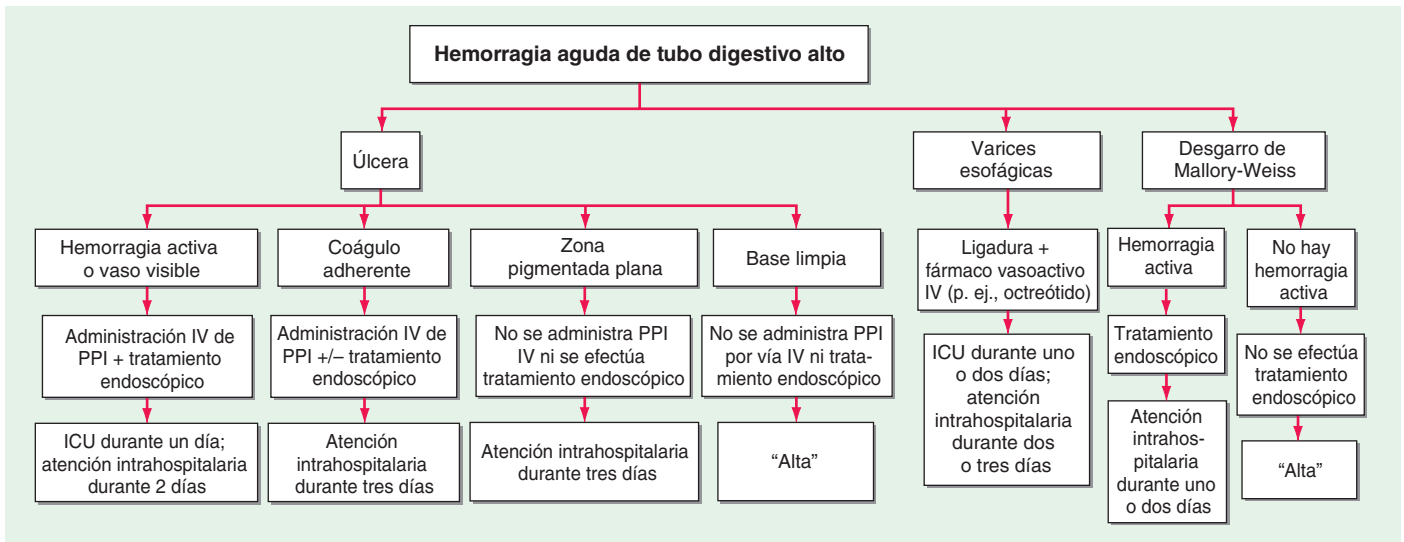 Hemorragia aguda de tubo digestivo alto
Úlcera
Varices
esofágicas
Desgarro de
Mallory-Weiss
Hemorragia activa
o vaso visible
Coágulo
adherente
Zona
pigmentada plana
Base limpia
Ligadura +
fármaco vasoactivo
IV (p. ej., octreótido)
Hemorragia
activa
No hay
hemorragia
activa
Administración IV de
PPI + tratamiento
endoscópico
Administración IV de
PPI +/– tratamiento
endoscópico
No se administra PPI
IV ni se efectúa
tratamiento endoscópico
No se administra PPI
por vía IV ni trata-
miento endoscópico
ICU durante uno
o dos días;
atención
intrahospitalaria
durante dos
o tres días
Tratamiento
endoscópico
No se efectúa
tratamiento
endoscópico
ICU durante un día;
atención intrahospitalaria
durante 2 días
Atención
intrahospitalaria
durante tres días
Atención intrahospitalaria
durante tres días
“Alta”
Atención
intrahos-
pitalaria
durante uno
o dos días
“Alta”